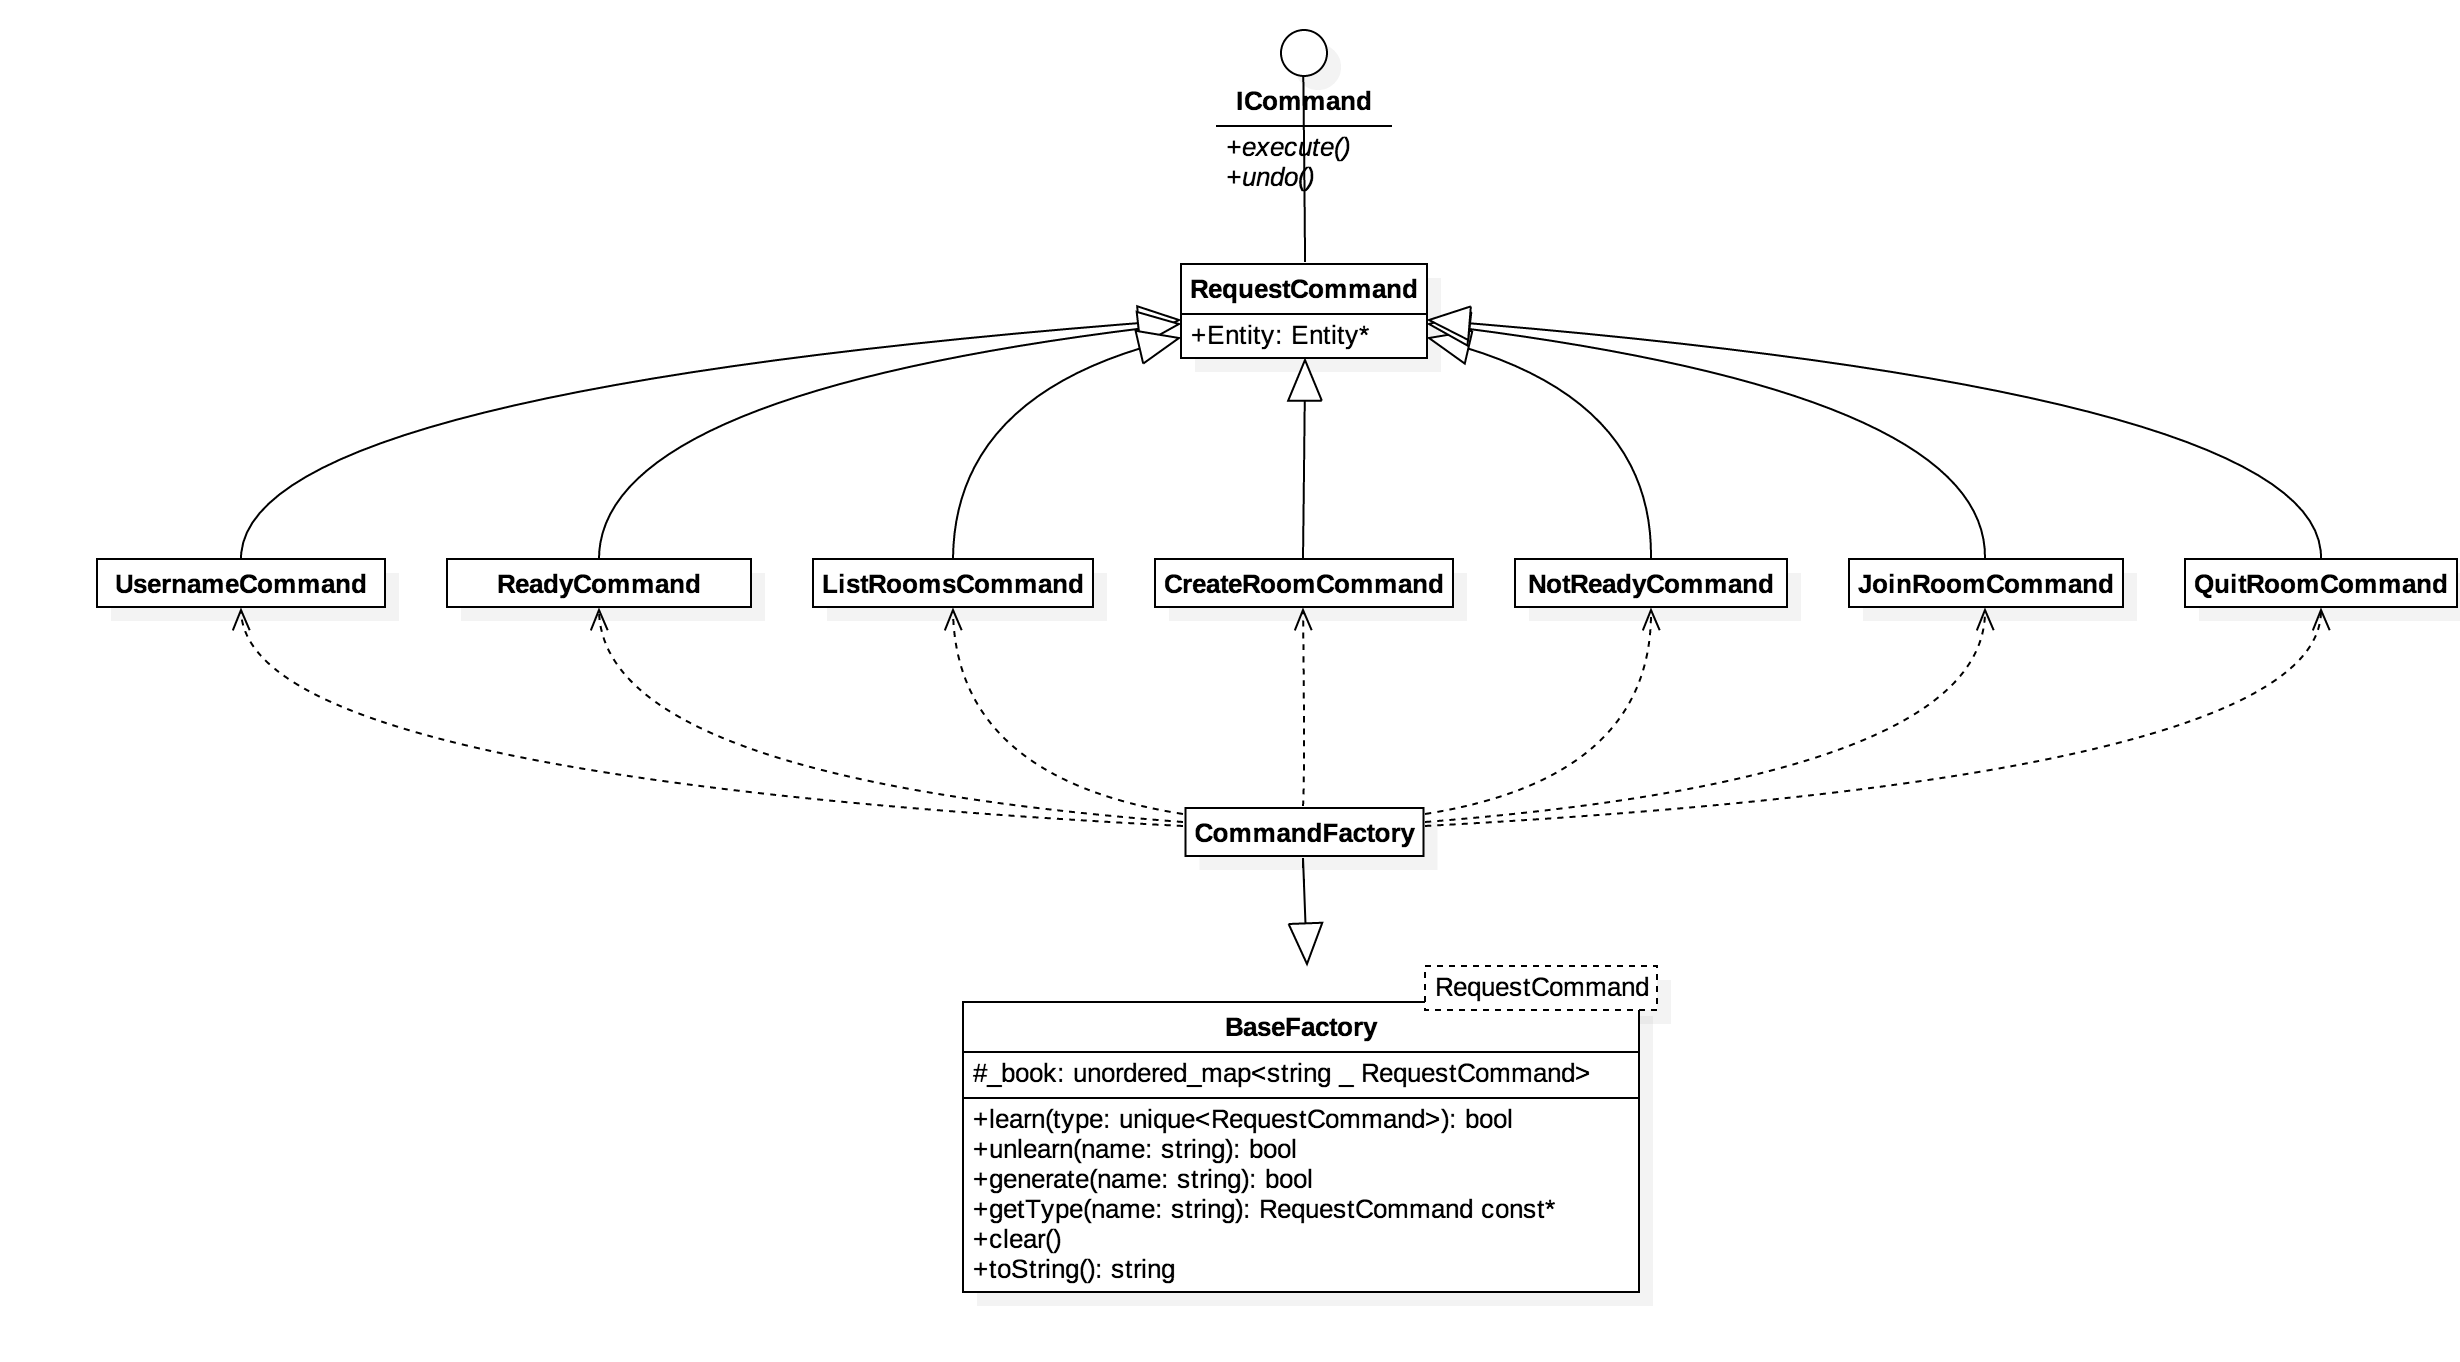 ICommand
+execute()
+undo()
RequestCommand
+Entity: Entity*
UsernameCommand
ReadyCommand
ListRoomsCommand
CreateRoomCommand
NotReadyCommand
JoinRoomCommand
QuitRoomCommand
CommandFactory
RequestCommand
BaseFactory
#_book: unordered_map<string _ RequestCommand>
+learn(type: unique<RequestCommand>): bool
+unlearn(name: string): bool
+generate(name: string): bool
+getType(name: string): RequestCommand const*
+clear()
+toString(): string